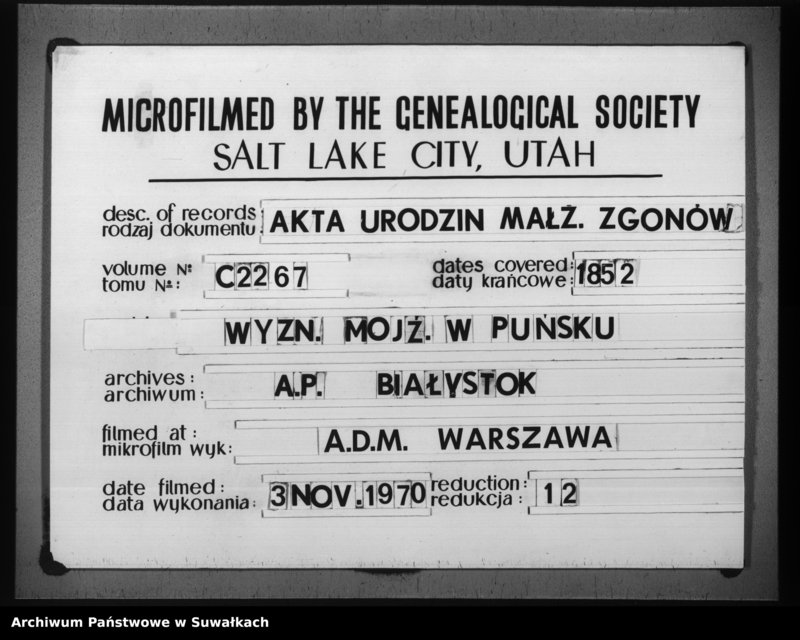 MICROFILMED BY THE GENEALOGICAL SOCIETY
SALT LAKE CITY, UTAH
desc. of records
rodzaj dokumentu: AKTA URODZIN MAŁŻ. ZGONÓW
volume №
tomu №: C2267
dates covered:
daty krańcowe: 1852
WYZN. MOJŻ. W PUŃSKU
archives:
archiwum: A.P. BIAŁYSTOK
filmed at:
mikrofilm wyk: A.D.M. WARSZAWA
date filmed:
data wykonania: 3 NOV. 1970
reduction:
redukcja: 12
Archiwum Państwowe w Suwałkach